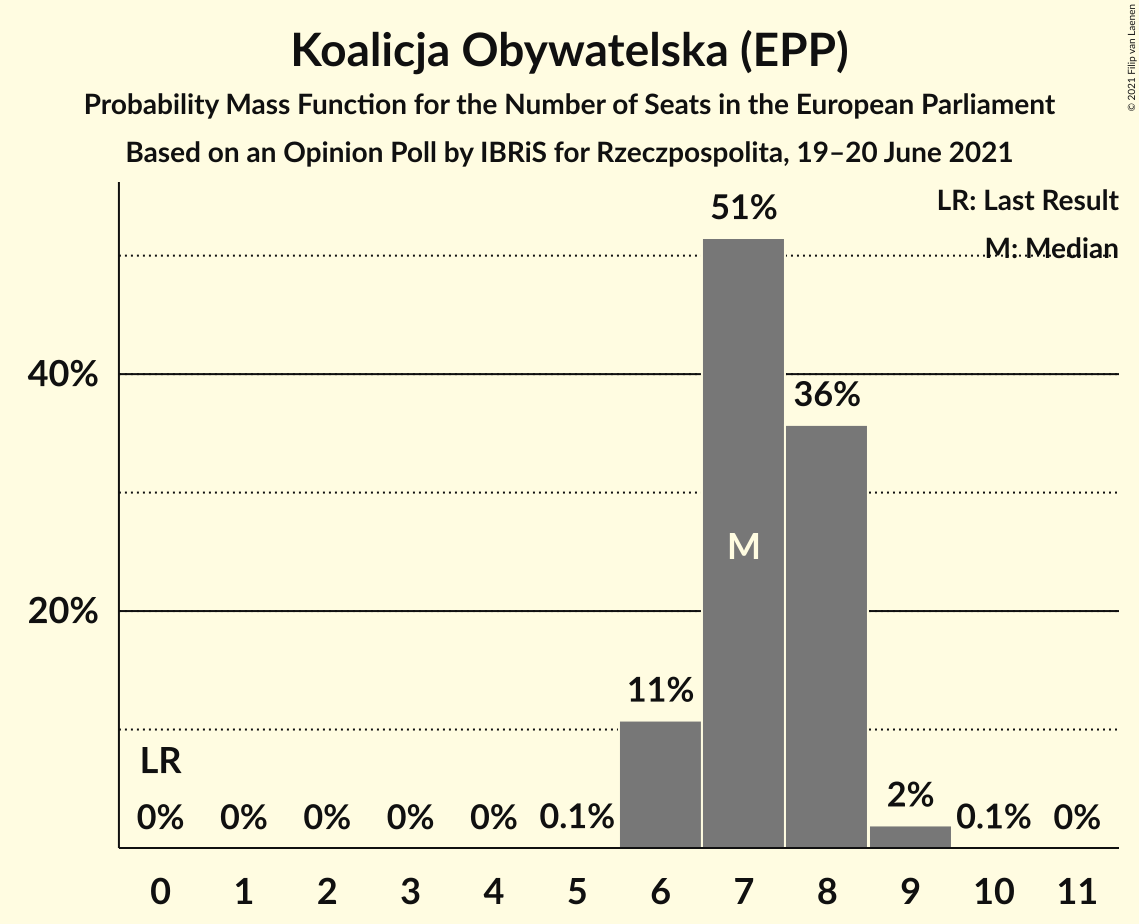 Koalicja Obywatelska (EPP)
Probability Mass Function for the Number of Seats in the European Parliament
Based on an Opinion Poll by IBRiS for Rzeczpospolita, 19–20 June 2021
© 2021 Filip van Laenen
LR: Last Result
M: Median
51%
40%
36%
M
20%
11%
LR
0% 0% 0% 0% 0% 0.1% 2% 0.1% 0%
0 1 2 3 4 5 6 7 8 9 10 11